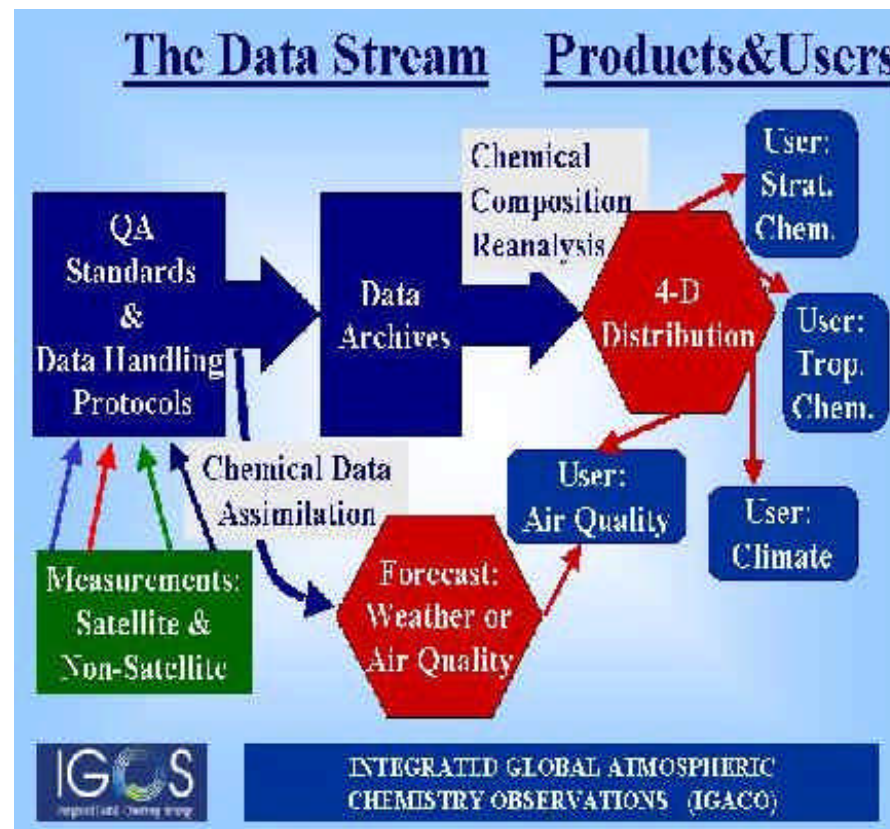 The Data Stream
Products&Users
QA
Standards
&
Data Handling
Protocols
Data
Archives
Chemical
Composition
Reanalysis
4-D
Distribution
User:
Strat.
Chem.
User:
Trop.
Chem.
User:
Air Quality
User:
Climate
Chemical Data
Assimilation
Forecast:
Weather or
Air Quality
Measurements:
Satellite &
Non-Satellite
IGOS
INTEGRATED GLOBAL ATMOSPHERIC
CHEMISTRY OBSERVATIONS (IGACO)